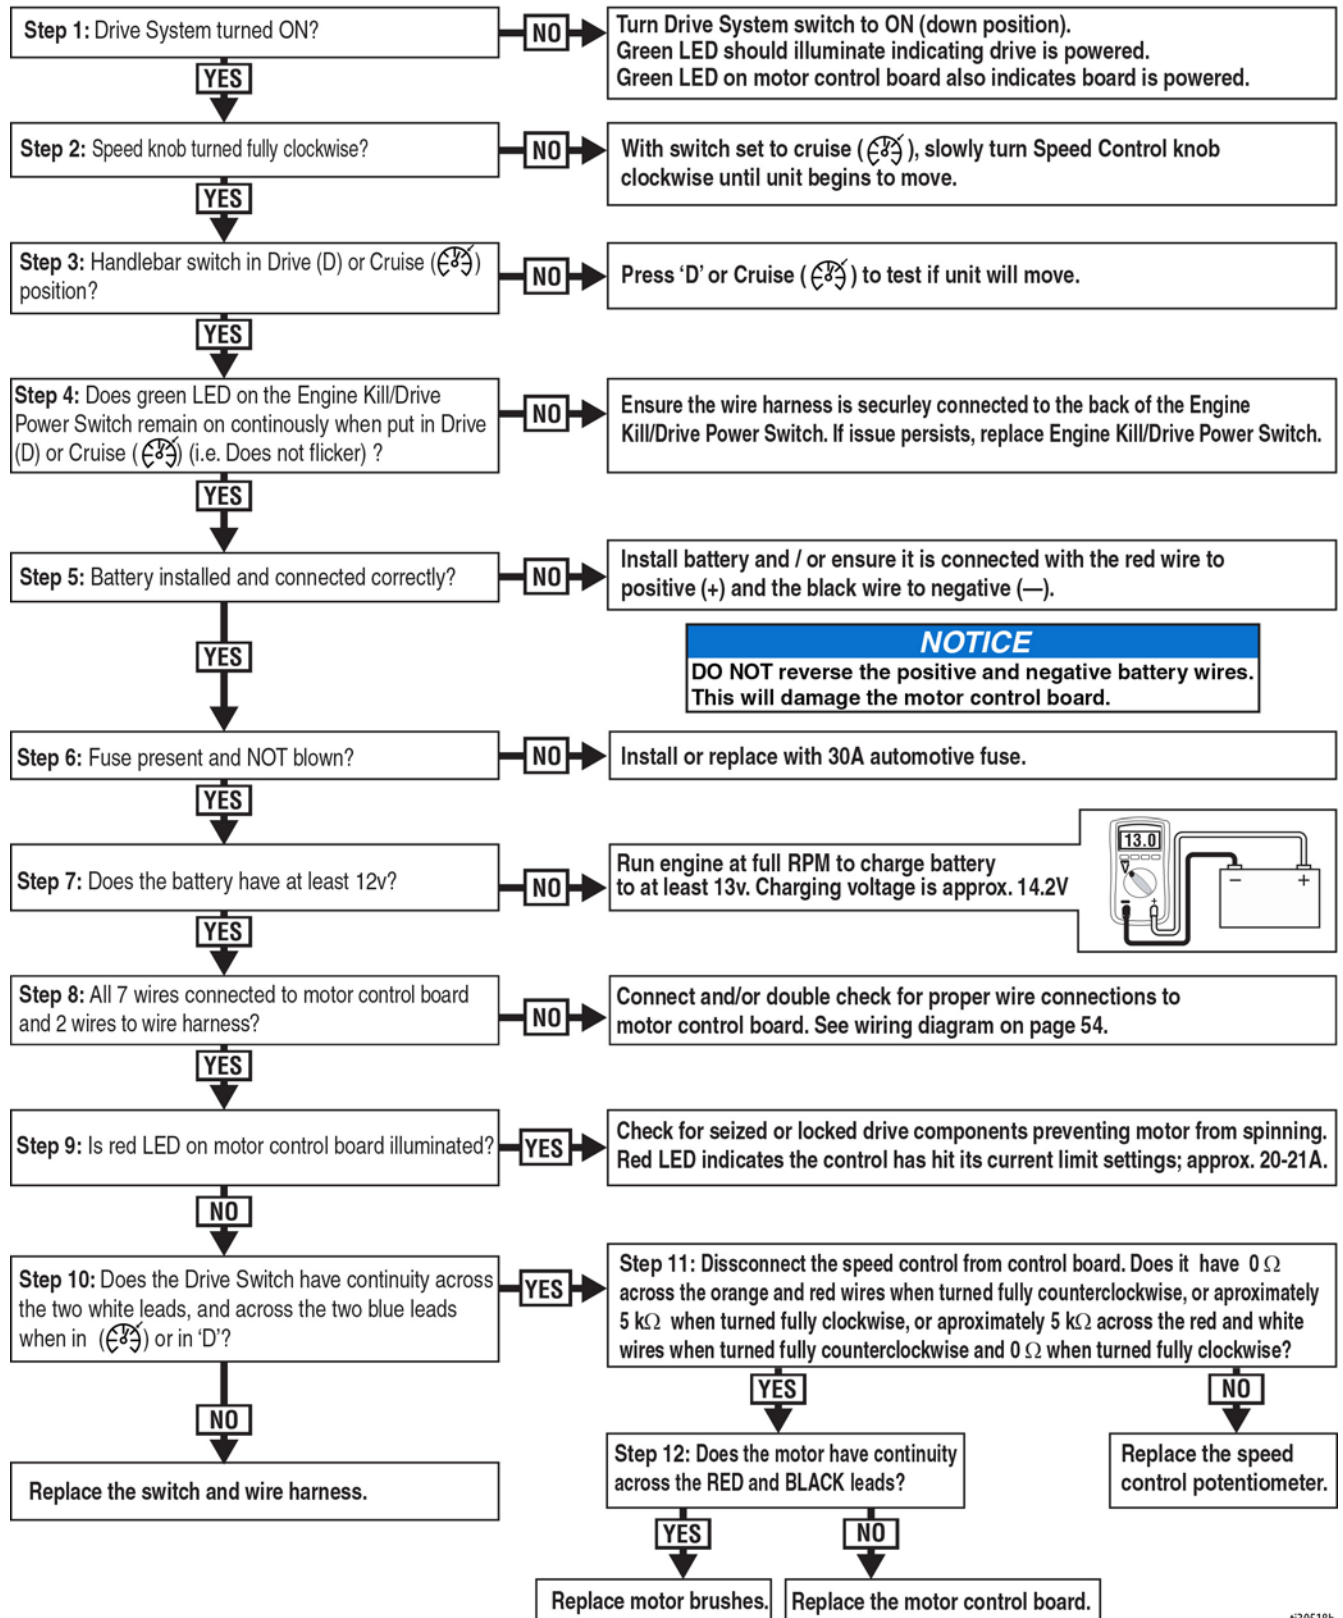 Step 1: Drive System turned ON?
NO
Turn Drive System switch to ON (down position).
Green LED should illuminate indicating drive is powered.
Green LED on motor control board also indicates board is powered.
YES
Step 2: Speed knob turned fully clockwise?
NO
With switch set to cruise ( ), slowly turn Speed Control knob
clockwise until unit begins to move.
YES
Step 3: Handlebar switch in Drive (D) or Cruise ( )
position?
NO
Press ‘D’ or Cruise ( ) to test if unit will move.
YES
Step 4: Does green LED on the Engine Kill/Drive
Power Switch remain on continously when put in Drive
(D) or Cruise ( ) (i.e. Does not flicker) ?
NO
Ensure the wire harness is securley connected to the back of the Engine
Kill/Drive Power Switch. If issue persists, replace Engine Kill/Drive Power Switch.
YES
Step 5: Battery installed and connected correctly?
NO
Install battery and / or ensure it is connected with the red wire to
positive (+) and the black wire to negative (—).
NOTICE
DO NOT reverse the positive and negative battery wires.
This will damage the motor control board.
YES
Step 6: Fuse present and NOT blown?
NO
Install or replace with 30A automotive fuse.
YES
Step 7: Does the battery have at least 12v?
NO
Run engine at full RPM to charge battery
to at least 13v. Charging voltage is approx. 14.2V
13.0
V
– +
– +
YES
Step 8: All 7 wires connected to motor control board
and 2 wires to wire harness?
NO
Connect and/or double check for proper wire connections to
motor control board. See wiring diagram on page 54.
YES
Step 9: Is red LED on motor control board illuminated?
YES
Check for seized or locked drive components preventing motor from spinning.
Red LED indicates the control has hit its current limit settings; approx. 20-21A.
NO
Step 10: Does the Drive Switch have continuity across
the two white leads, and across the two blue leads
when in ( ) or in ‘D’?
YES
Step 11: Dissconnect the speed control from control board. Does it have 0 Ω
across the orange and red wires when turned fully counterclockwise, or aproximately
5 kΩ when turned fully clockwise, or aproximately 5 kΩ across the red and white
wires when turned fully counterclockwise and 0 Ω when turned fully clockwise?
NO
Replace the switch and wire harness.
YES
NO
Step 12: Does the motor have continuity
across the RED and BLACK leads?
Replace the speed
control potentiometer.
YES
NO
Replace motor brushes.
Replace the motor control board.
ti30518b